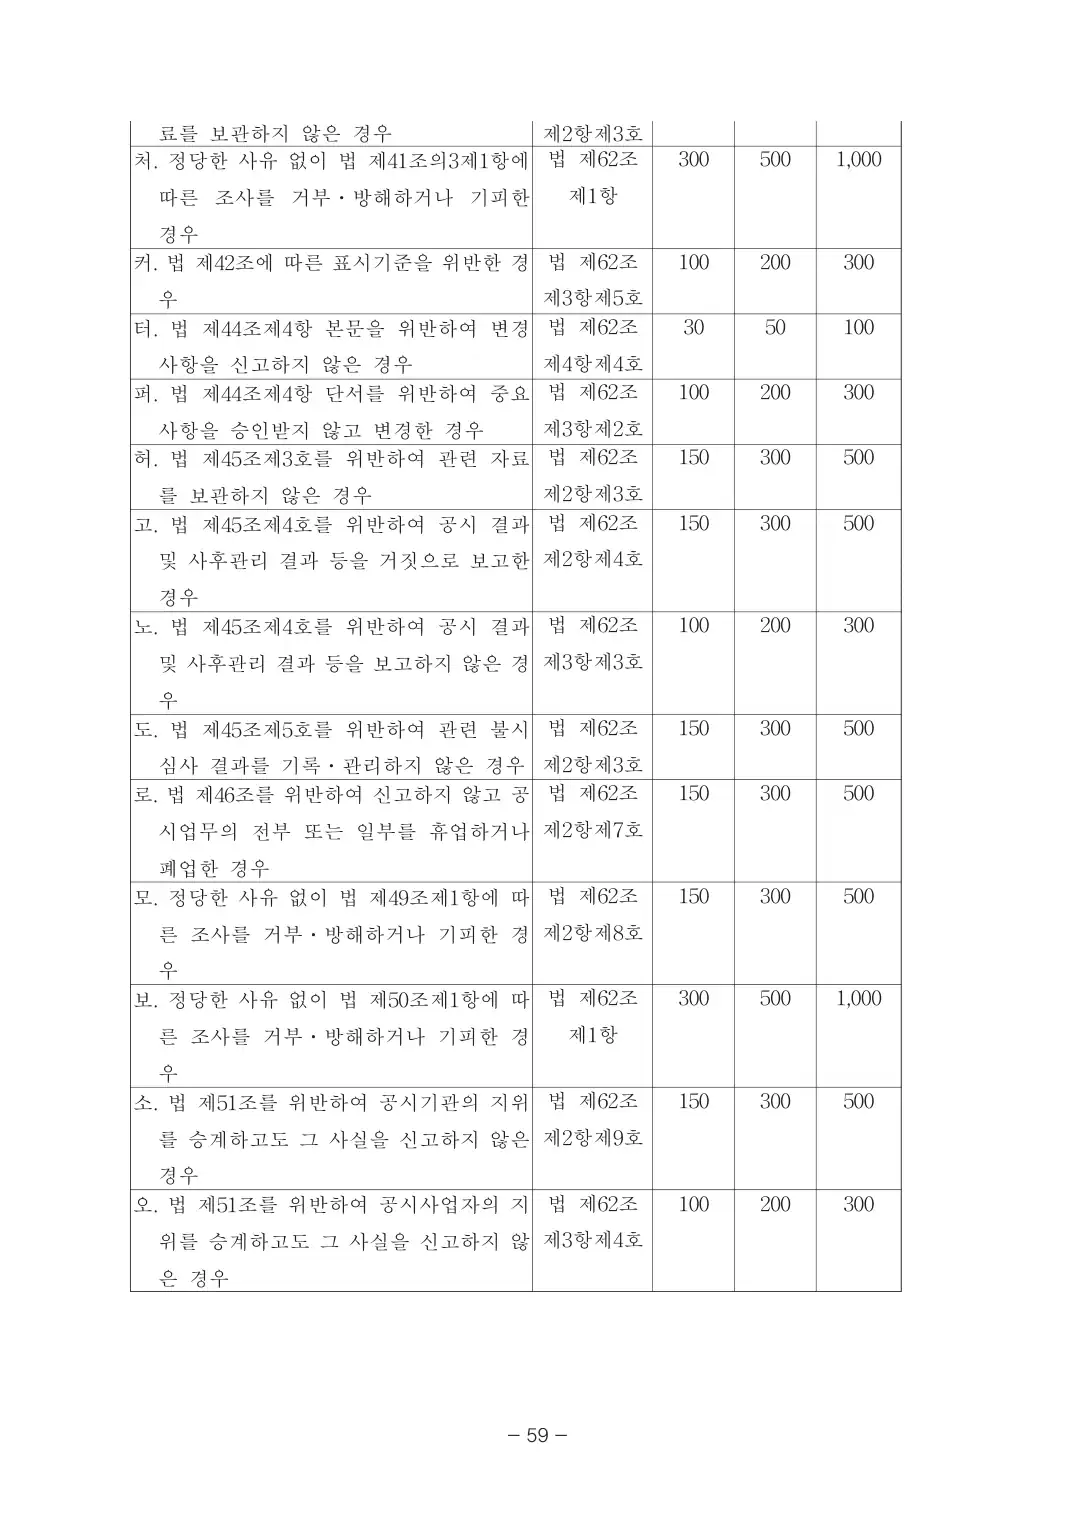 료를 보관하지 않은 경우 제2항제3호
처. 정당한 사유 없이 법 제41조의3제1항에 법 제62조 300 500 1,000
따른 조사를 거부·방해하거나 기피한 제1항
경우
커. 법 제42조에 따른 표시기준을 위반한 경 법 제62조 100 200 300
우 제3항제5호
터. 법 제44조제4항 본문을 위반하여 변경 법 제62조 30 50 100
사항을 신고하지 않은 경우 제4항제4호
퍼. 법 제44조제4항 단서를 위반하여 중요 법 제62조 100 200 300
사항을 승인받지 않고 변경한 경우 제3항제2호
허. 법 제45조제3호를 위반하여 관련 자료 법 제62조 150 300 500
를 보관하지 않은 경우 제2항제3호
고. 법 제45조제4호를 위반하여 공시 결과 법 제62조 150 300 500
및 사후관리 결과 등을 거짓으로 보고한 제2항제4호
경우
노. 법 제45조제4호를 위반하여 공시 결과 법 제62조 100 200 300
및 사후관리 결과 등을 보고하지 않은 경 제3항제3호
우
도. 법 제45조제5호를 위반하여 관련 불시 법 제62조 150 300 500
심사 결과를 기록·관리하지 않은 경우 제2항제3호
로. 법 제46조를 위반하여 신고하지 않고 공 법 제62조 150 300 500
시업무의 전부 또는 일부를 휴업하거나 제2항제7호
폐업한 경우
모. 정당한 사유 없이 법 제49조제1항에 따 법 제62조 150 300 500
른 조사를 거부·방해하거나 기피한 경 제2항제8호
우
보. 정당한 사유 없이 법 제50조제1항에 따 법 제62조 300 500 1,000
른 조사를 거부·방해하거나 기피한 경 제1항
우
소. 법 제51조를 위반하여 공시기관의 지위 법 제62조 150 300 500
를 승계하고도 그 사실을 신고하지 않은 제2항제9호
경우
오. 법 제51조를 위반하여 공시사업자의 지 법 제62조 100 200 300
위를 승계하고도 그 사실을 신고하지 않 제3항제4호
은 경우
– 59 –